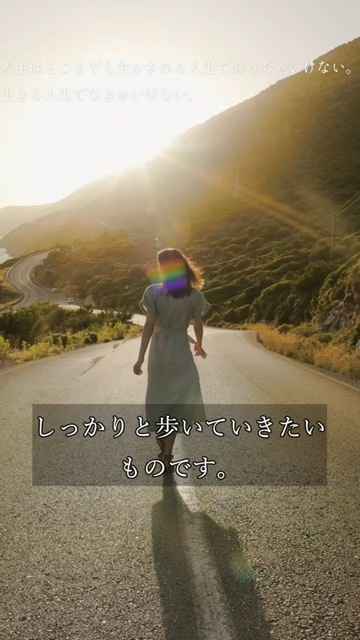 人生はどこまでも生かされる人生であっちゃいけない。
生きる人生でなきゃいけない。
しっかりと歩いていきたい
ものです。